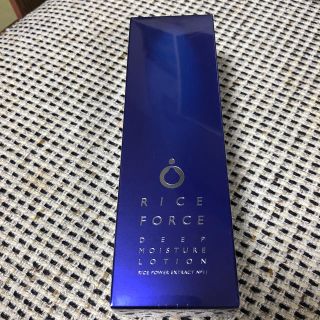 RICE
FORCE
DEEP
MOISTURE
LOTION
RICE POWER EXTRACT Nº11